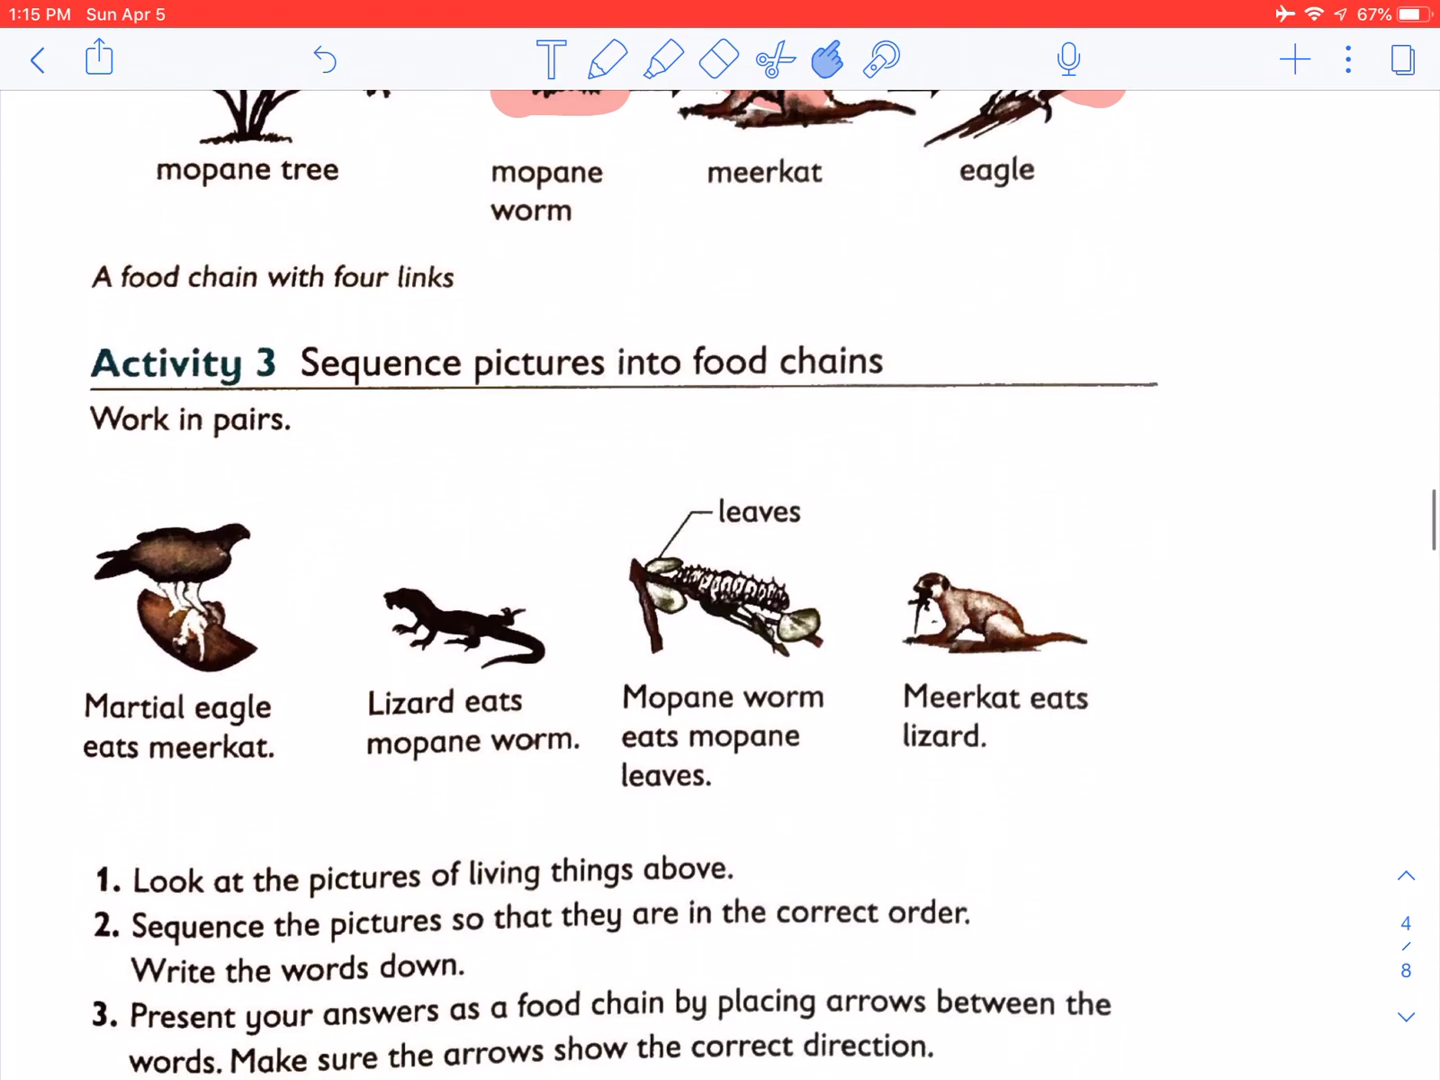 1:15 PM Sun Apr 5 67%
mopane tree
mopane
worm
meerkat
eagle
A food chain with four links
Activity 3 Sequence pictures into food chains
Work in pairs.
leaves
Martial eagle
eats meerkat.
Lizard eats
mopane worm.
Mopane worm
eats mopane
leaves.
Meerkat eats
lizard.
1. Look at the pictures of living things above.
2. Sequence the pictures so that they are in the correct order.
Write the words down.
3. Present your answers as a food chain by placing arrows between the
words. Make sure the arrows show the correct direction.
4
/
8